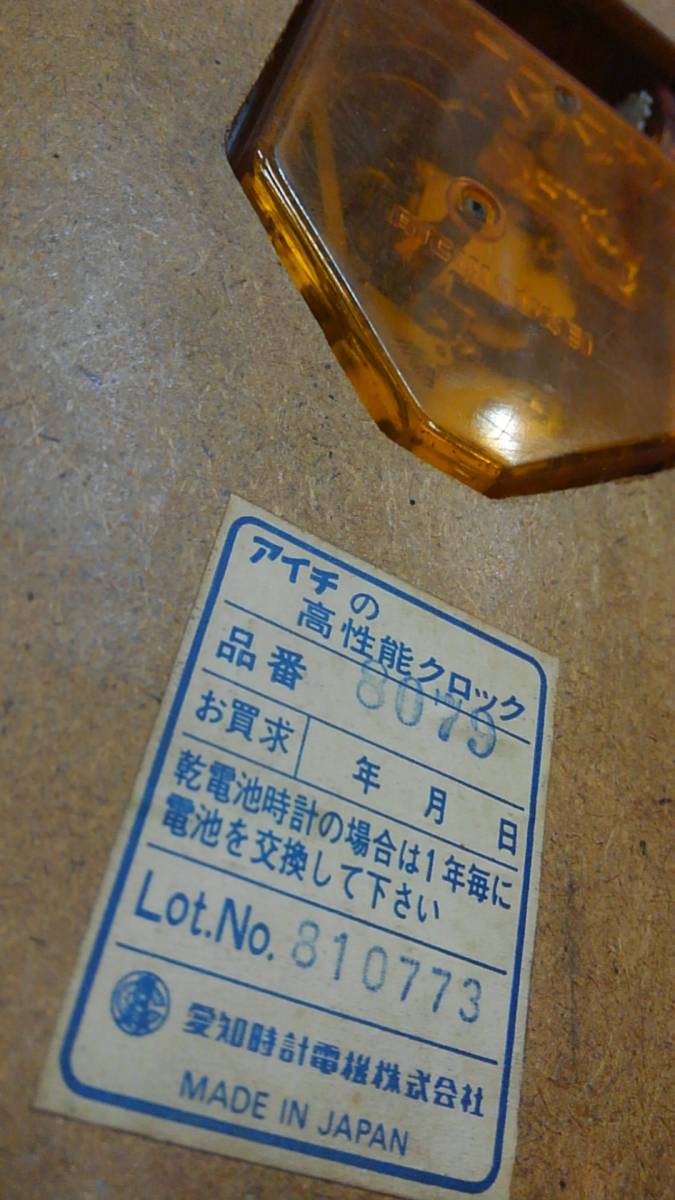 アイチの
高性能クロック
品番 8079
お買求 年 月 日
乾電池時計の場合は1年毎に
電池を交換して下さい
Lot.No. 810773
愛知時計電機株式会社
MADE IN JAPAN